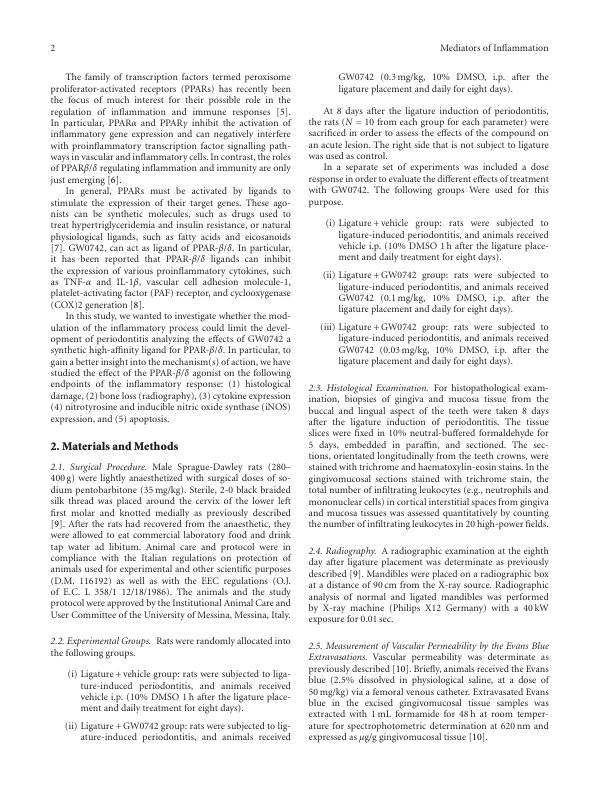 2
Mediators of Inflammation
The family of transcription factors termed peroxisome
proliferator-activated receptors (PPARs) has recently been
the focus of much interest for their possible role in the
regulation of inflammation and immune responses [5].
In particular, PPARα and PPARγ inhibit the activation of
inflammatory gene expression and can negatively interfere
with proinflammatory transcription factor signalling path-
ways in vascular and inflammatory cells. In contrast, the roles
of PPARβ/δ regulating inflammation and immunity are only
just emerging [6].
In general, PPARs must be activated by ligands to
stimulate the expression of their target genes. These ago-
nists can be synthetic molecules, such as drugs used to
treat hypertriglyceridemia and insulin resistance, or natural
physiological ligands, such as fatty acids and eicosanoids
[7]. GW0742, can act as ligand of PPAR-β/δ. In particular,
it has been reported that PPAR-β/δ ligands can inhibit
the expression of various proinflammatory cytokines, such
as TNF-α and IL-1β, vascular cell adhesion molecule-1,
platelet-activating factor (PAF) receptor, and cyclooxygenase
(COX)2 generation [8].
In this study, we wanted to investigate whether the mod-
ulation of the inflammatory process could limit the devel-
opment of periodontitis analyzing the effects of GW0742 a
synthetic high-affinity ligand for PPAR-β/δ. In particular, to
gain a better insight into the mechanism(s) of action, we have
studied the effect of the PPAR-β/δ agonist on the following
endpoints of the inflammatory response: (1) histological
damage, (2) bone loss (radiography), (3) cytokine expression
(4) nitrotyrosine and inducible nitric oxide synthase (iNOS)
expression, and (5) apoptosis.
2. Materials and Methods
2.1. Surgical Procedure. Male Sprague-Dawley rats (280–
400 g) were lightly anaesthetized with surgical doses of so-
dium pentobarbitone (35 mg/kg). Sterile, 2-0 black braided
silk thread was placed around the cervix of the lower left
first molar and knotted medially as previously described
[9]. After the rats had recovered from the anaesthetic, they
were allowed to eat commercial laboratory food and drink
tap water ad libitum. Animal care and protocol were in
compliance with the Italian regulations on protection of
animals used for experimental and other scientific purposes
(D.M. 116192) as well as with the EEC regulations (O.J.
of E.C. L 358/1 12/18/1986). The animals and the study
protocol were approved by the Institutional Animal Care and
User Committee of the University of Messina, Messina, Italy.
2.2. Experimental Groups. Rats were randomly allocated into
the following groups.
(i) Ligature + vehicle group: rats were subjected to liga-
ture-induced periodontitis, and animals received
vehicle i.p. (10% DMSO 1 h after the ligature place-
ment and daily treatment for eight days).
(ii) Ligature + GW0742 group: rats were subjected to lig-
ature-induced periodontitis, and animals received
GW0742 (0.3 mg/kg, 10% DMSO, i.p. after the
ligature placement and daily for eight days).
At 8 days after the ligature induction of periodontitis,
the rats (N = 10 from each group for each parameter) were
sacrificed in order to assess the effects of the compound on
an acute lesion. The right side that is not subject to ligature
was used as control.
In a separate set of experiments was included a dose
response in order to evaluate the different effects of treatment
with GW0742. The following groups Were used for this
purpose.
(i) Ligature + vehicle group: rats were subjected to
ligature-induced periodontitis, and animals received
vehicle i.p. (10% DMSO 1 h after the ligature place-
ment and daily treatment for eight days).
(ii) Ligature + GW0742 group: rats were subjected to
ligature-induced periodontitis, and animals received
GW0742 (0.1 mg/kg, 10% DMSO, i.p. after the
ligature placement and daily for eight days).
(iii) Ligature + GW0742 group: rats were subjected to
ligature-induced periodontitis, and animals received
GW0742 (0.03 mg/kg, 10% DMSO, i.p. after the
ligature placement and daily for eight days).
2.3. Histological Examination. For histopathological exam-
ination, biopsies of gingiva and mucosa tissue from the
buccal and lingual aspect of the teeth were taken 8 days
after the ligature induction of periodontitis. The tissue
slices were fixed in 10% neutral-buffered formaldehyde for
5 days, embedded in paraffin, and sectioned. The sec-
tions, orientated longitudinally from the teeth crowns, were
stained with trichrome and haematoxylin-eosin stains. In the
gingivomucosal sections stained with trichrome stain, the
total number of infiltrating leukocytes (e.g., neutrophils and
mononuclear cells) in cortical interstitial spaces from gingiva
and mucosa tissues was assessed quantitatively by counting
the number of infiltrating leukocytes in 20 high-power fields.
2.4. Radiography. A radiographic examination at the eighth
day after ligature placement was determinate as previously
described [9]. Mandibles were placed on a radiographic box
at a distance of 90 cm from the X-ray source. Radiographic
analysis of normal and ligated mandibles was performed
by X-ray machine (Philips X12 Germany) with a 40 kW
exposure for 0.01 sec.
2.5. Measurement of Vascular Permeability by the Evans Blue
Extravasations. Vascular permeability was determinate as
previously described [10]. Briefly, animals received the Evans
blue (2.5% dissolved in physiological saline, at a dose of
50 mg/kg) via a femoral venous catheter. Extravasated Evans
blue in the excised gingivomucosal tissue samples was
extracted with 1 mL formamide for 48 h at room temper-
ature for spectrophotometric determination at 620 nm and
expressed as μg/g gingivomucosal tissue [10].